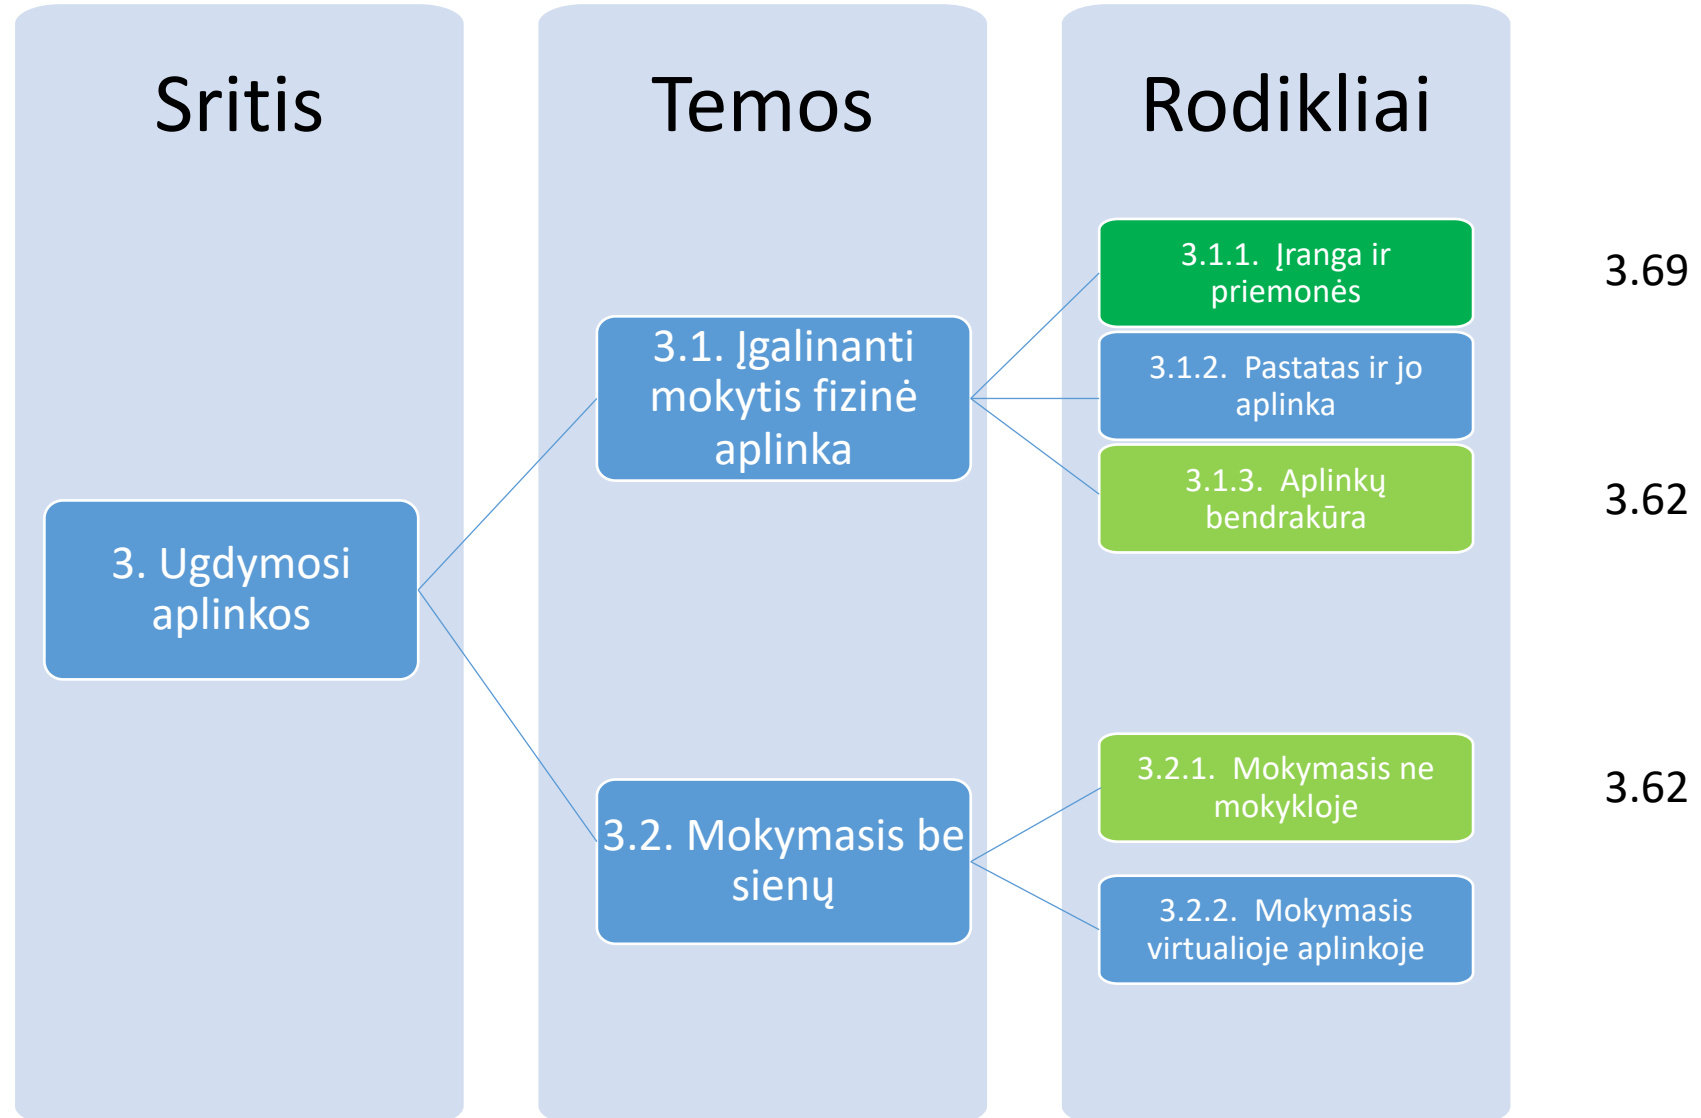 Sritis
Temos
Rodikliai
3. Ugdymosi
aplinkos
3.1. Įgalinanti
mokytis fizinė
aplinka
3.2. Mokymasis be
sienų
3.1.1. Įranga ir
priemonės
3.69
3.1.2. Pastatas ir jo
aplinka
3.1.3. Aplinkų
bendrakūra
3.62
3.2.1. Mokymasis ne
mokykloje
3.62
3.2.2. Mokymasis
virtualioje aplinkoje